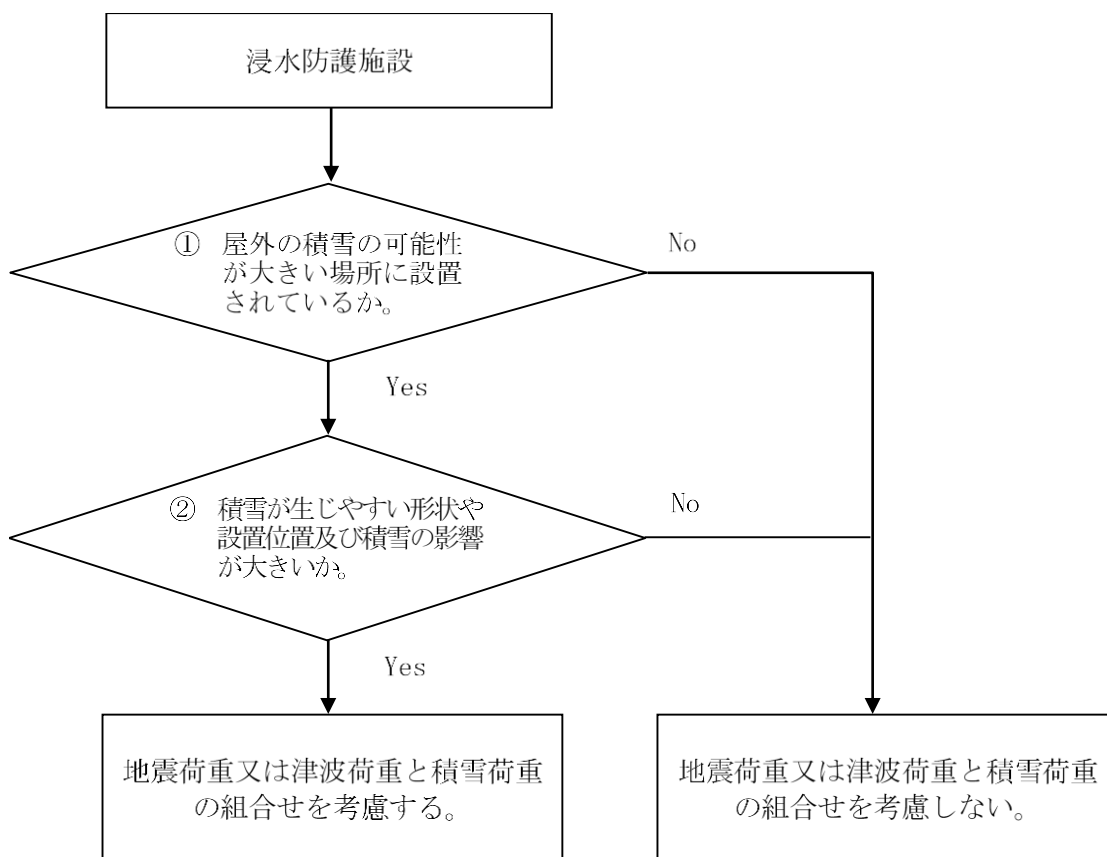 浸水防護施設
① 屋外の積雪の可能性
が大きい場所に設置
されているか。
No
Yes
② 積雪が生じやすい形状や
設置位置及び積雪の影響
が大きいか。
No
Yes
地震荷重又は津波荷重と積雪荷重
の組合せを考慮する。
地震荷重又は津波荷重と積雪荷重
の組合せを考慮しない。